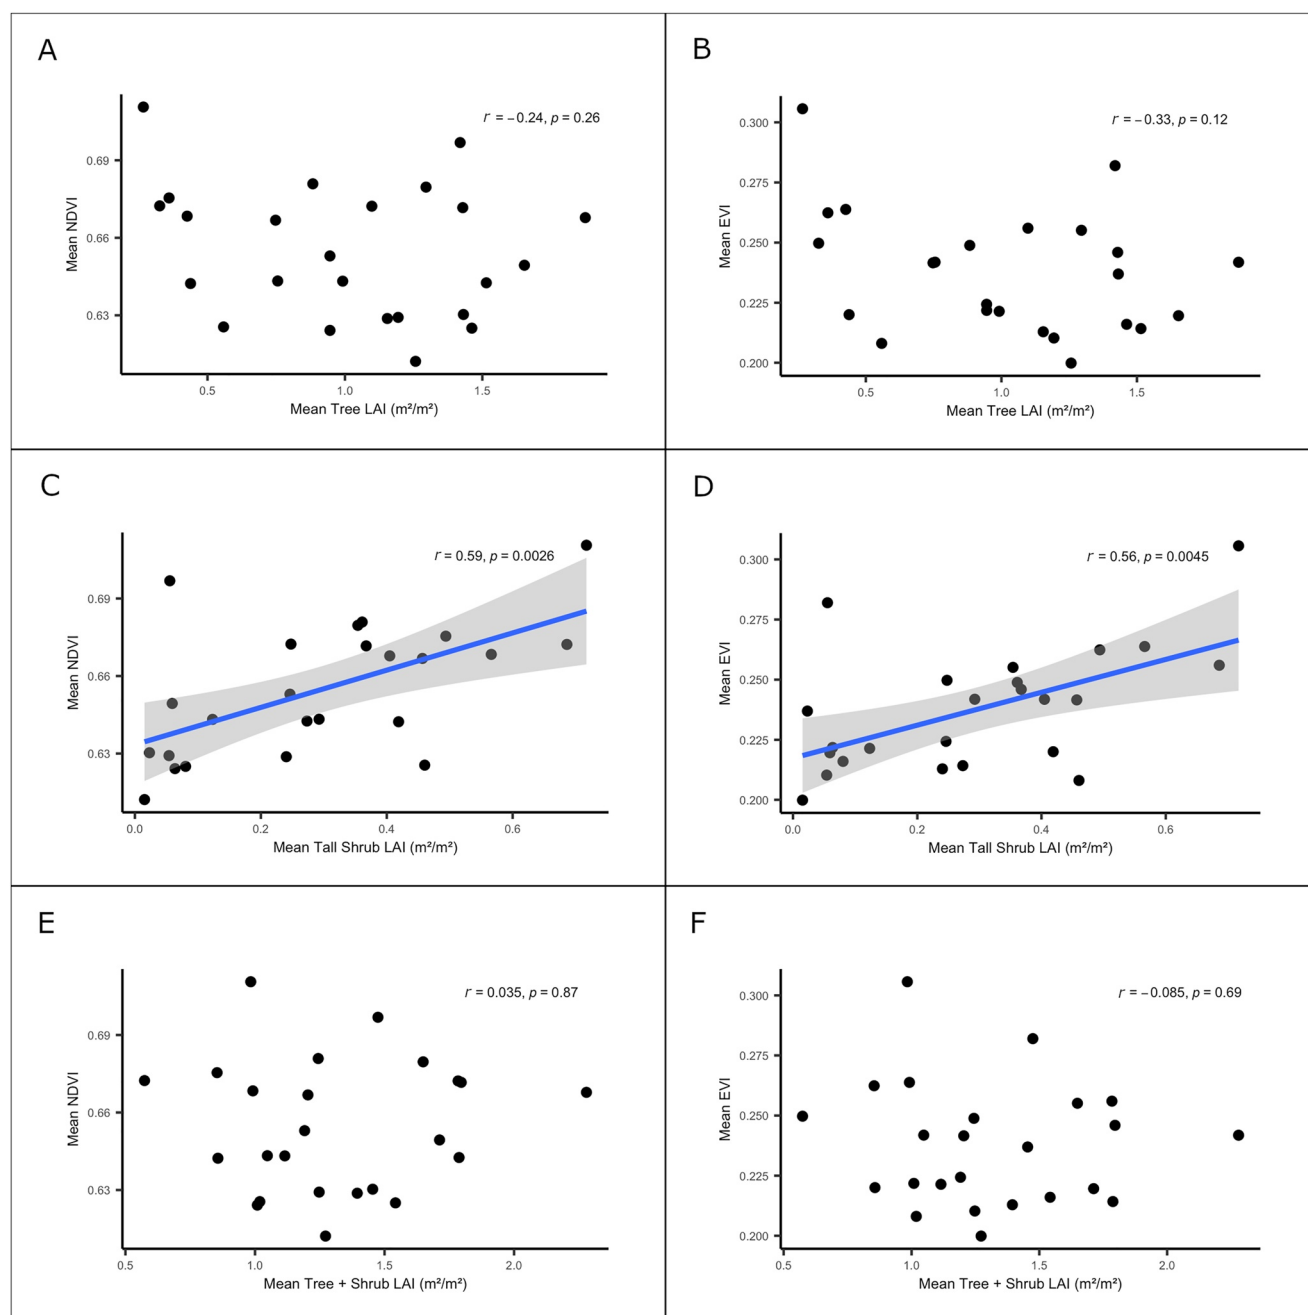 A
r = −0.24, p = 0.26
0.69
0.66
0.63
Mean NDVI
0.5 1.0 1.5
Mean Tree LAI (m²/m²)
B
r = −0.33, p = 0.12
0.300
0.275
0.250
0.225
0.200
Mean EVI
0.5 1.0 1.5
Mean Tree LAI (m²/m²)
C
r = 0.59, p = 0.0026
0.69
0.66
0.63
Mean NDVI
0.0 0.2 0.4 0.6
Mean Tall Shrub LAI (m²/m²)
D
r = 0.56, p = 0.0045
0.300
0.275
0.250
0.225
0.200
Mean EVI
0.0 0.2 0.4 0.6
Mean Tall Shrub LAI (m²/m²)
E
r = 0.035, p = 0.87
0.69
0.66
0.63
Mean NDVI
0.5 1.0 1.5 2.0
Mean Tree + Shrub LAI (m²/m²)
F
r = −0.085, p = 0.69
0.300
0.275
0.250
0.225
0.200
Mean EVI
0.5 1.0 1.5 2.0
Mean Tree + Shrub LAI (m²/m²)